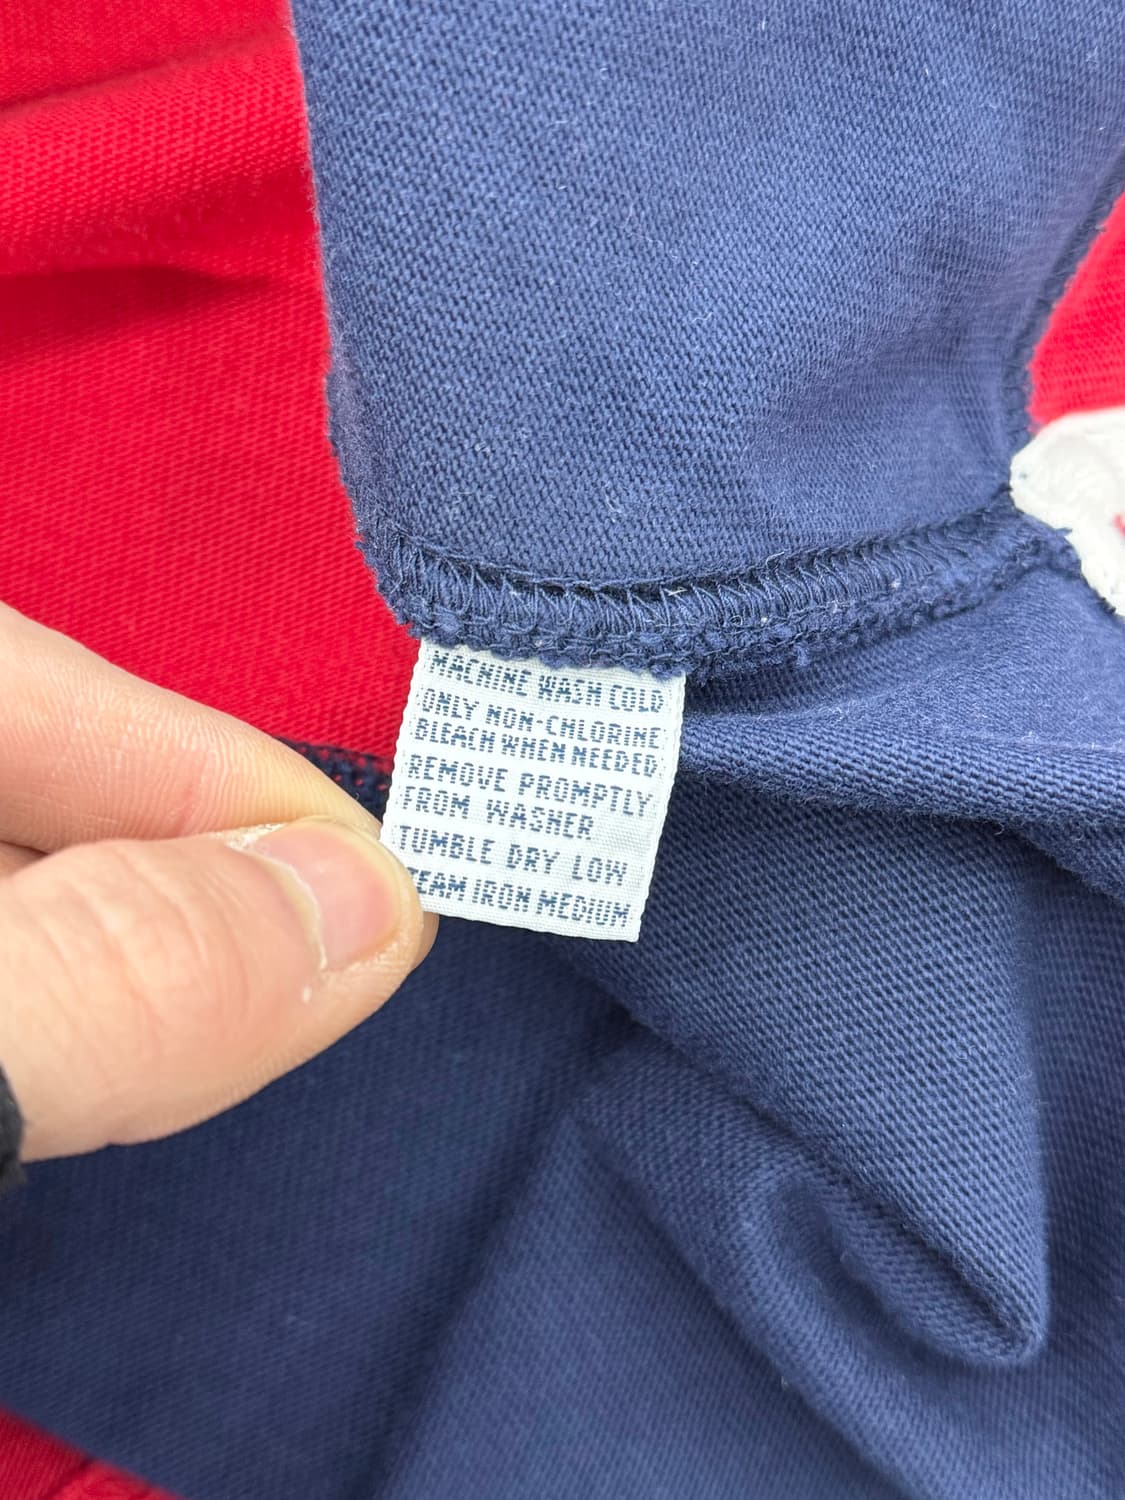 MACHINE WASH COLD
ONLY NON-CHLORINE
BLEACH WHEN NEEDED
REMOVE PROMPTLY
FROM WASHER
TUMBLE DRY LOW
TEAM IRON MEDIUM